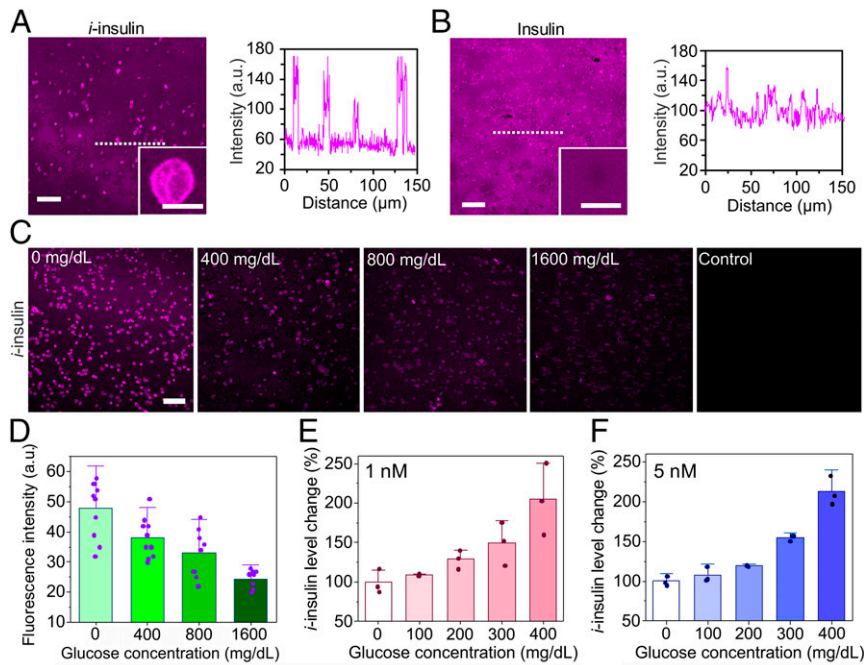 A
i-insulin
Intensity (a.u.)
180
140
100
60
20
0
50
100
150
Distance (µm)
B
Insulin
Intensity (a.u.)
180
140
100
60
20
0
50
100
150
Distance (µm)
C
i-insulin
0 mg/dL
400 mg/dL
800 mg/dL
1600 mg/dL
Control
D
Fluorescence intensity (a.u.)
60
50
40
30
20
10
0
400
800
1600
Glucose concentration (mg/dL)
E
i-insulin level change (%)
1 nM
250
200
150
100
50
0
100
200
300
400
Glucose concentration (mg/dL)
F
i-insulin level change (%)
5 nM
250
200
150
100
50
0
100
200
300
400
Glucose concentration (mg/dL)